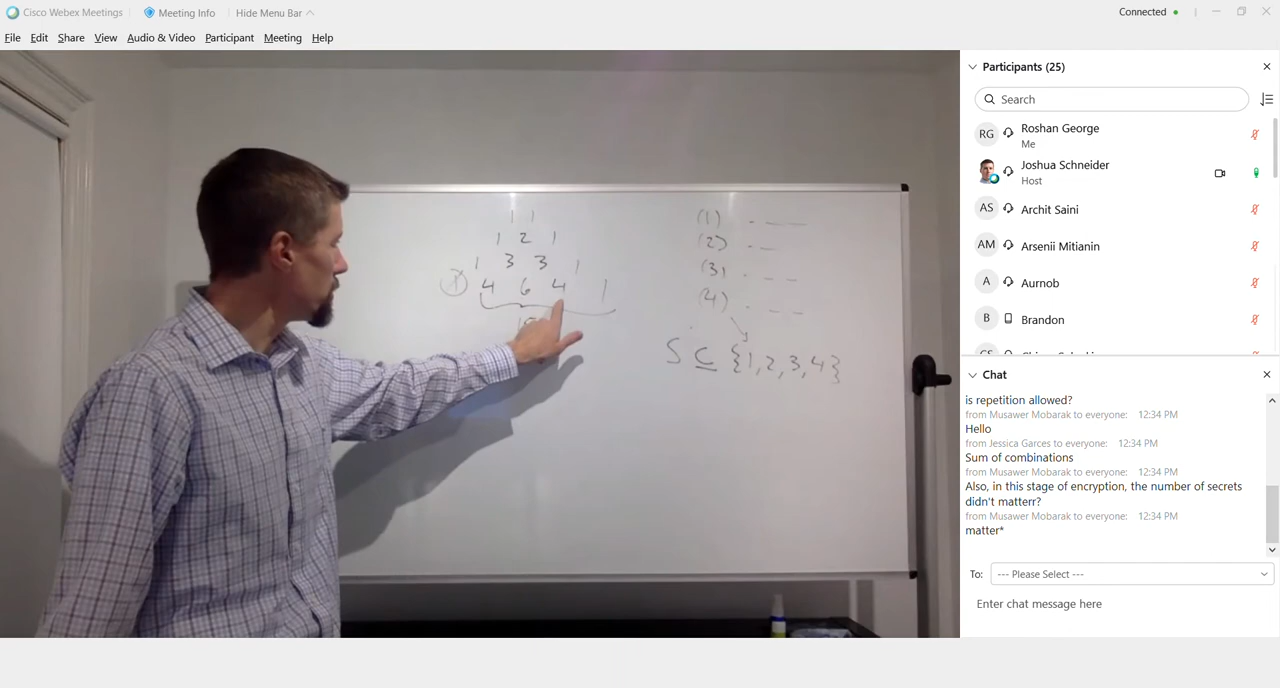 Cisco Webex Meetings Meeting Info Hide Menu Bar
Connected
File Edit Share View Audio & Video Participant Meeting Help
1 1
1 2 1
1 3 3 1
4 6 4 1
(1)
(2)
(3)
(4)
S ⊆ {1,2,3,4}
Participants (25)
Search
RG Roshan George
Me
Joshua Schneider
Host
AS Archit Saini
AM Arsenii Mitianin
A Aurnob
B Brandon
Chat
is repetition allowed?
from Musawer Mobarak to everyone: 12:34 PM
Hello
from Jessica Garces to everyone: 12:34 PM
Sum of combinations
from Musawer Mobarak to everyone: 12:34 PM
Also, in this stage of encryption, the number of secrets
didn't matterr?
from Musawer Mobarak to everyone: 12:34 PM
matter*
To: --- Please Select ---
Enter chat message here